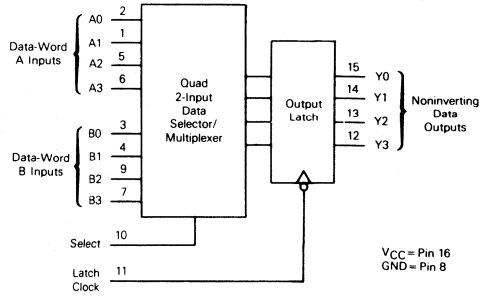 Data-Word
A Inputs
A0 2
A1 1
A2 5
A3 6
Data-Word
B Inputs
B0 3
B1 4
B2 9
B3 7
Select 10
Latch
Clock
11
Quad
2-Input
Data
Selector/
Multiplexer
Output
Latch
15 Y0
14 Y1
13 Y2
12 Y3
Noninverting
Data
Outputs
VCC = Pin 16
GND = Pin 8